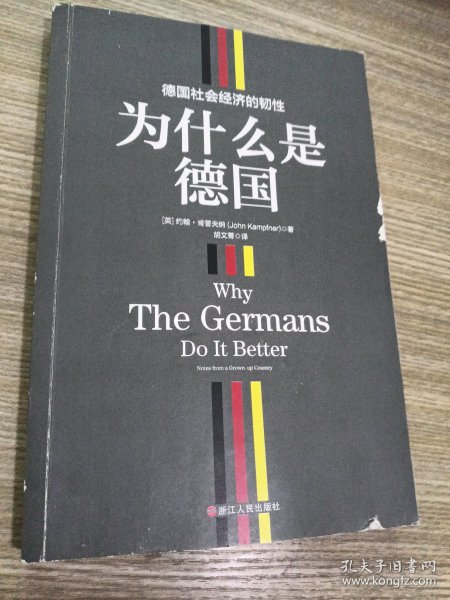 德国社会经济的韧性
为什么是
德国
[英] 约翰·肯普夫纳 (John Kampfner) ◎ 著
胡文菁 ◎ 译
Why
The Germans
Do It Better
Notes from a Grown-up Country
浙江人民出版社
孔夫子旧书网
www.kongfz.com